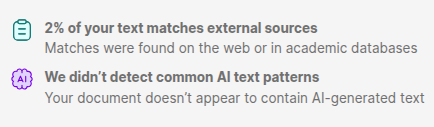 2% of your text matches external sources
Matches were found on the web or in academic databases
AI
We didn’t detect common AI text patterns
Your document doesn’t appear to contain AI-generated text